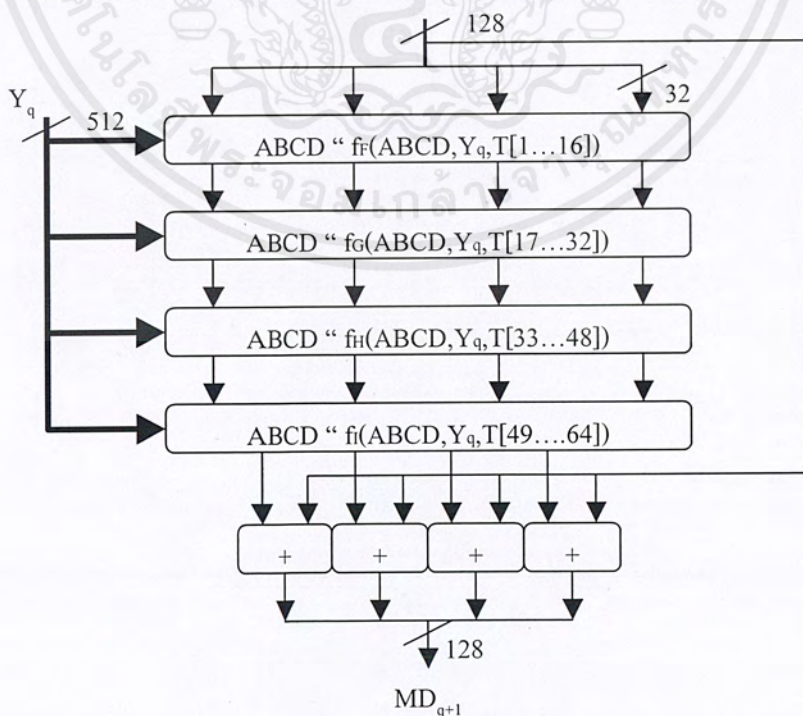 128
32
Y_q
512
ABCD “ f_F(ABCD,Y_q,T[1…16])
ABCD “ f_G(ABCD,Y_q,T[17…32])
ABCD “ f_H(ABCD,Y_q,T[33…48])
ABCD “ f_I(ABCD,Y_q,T[49….64])
+ + + +
128
MD_{q+1}